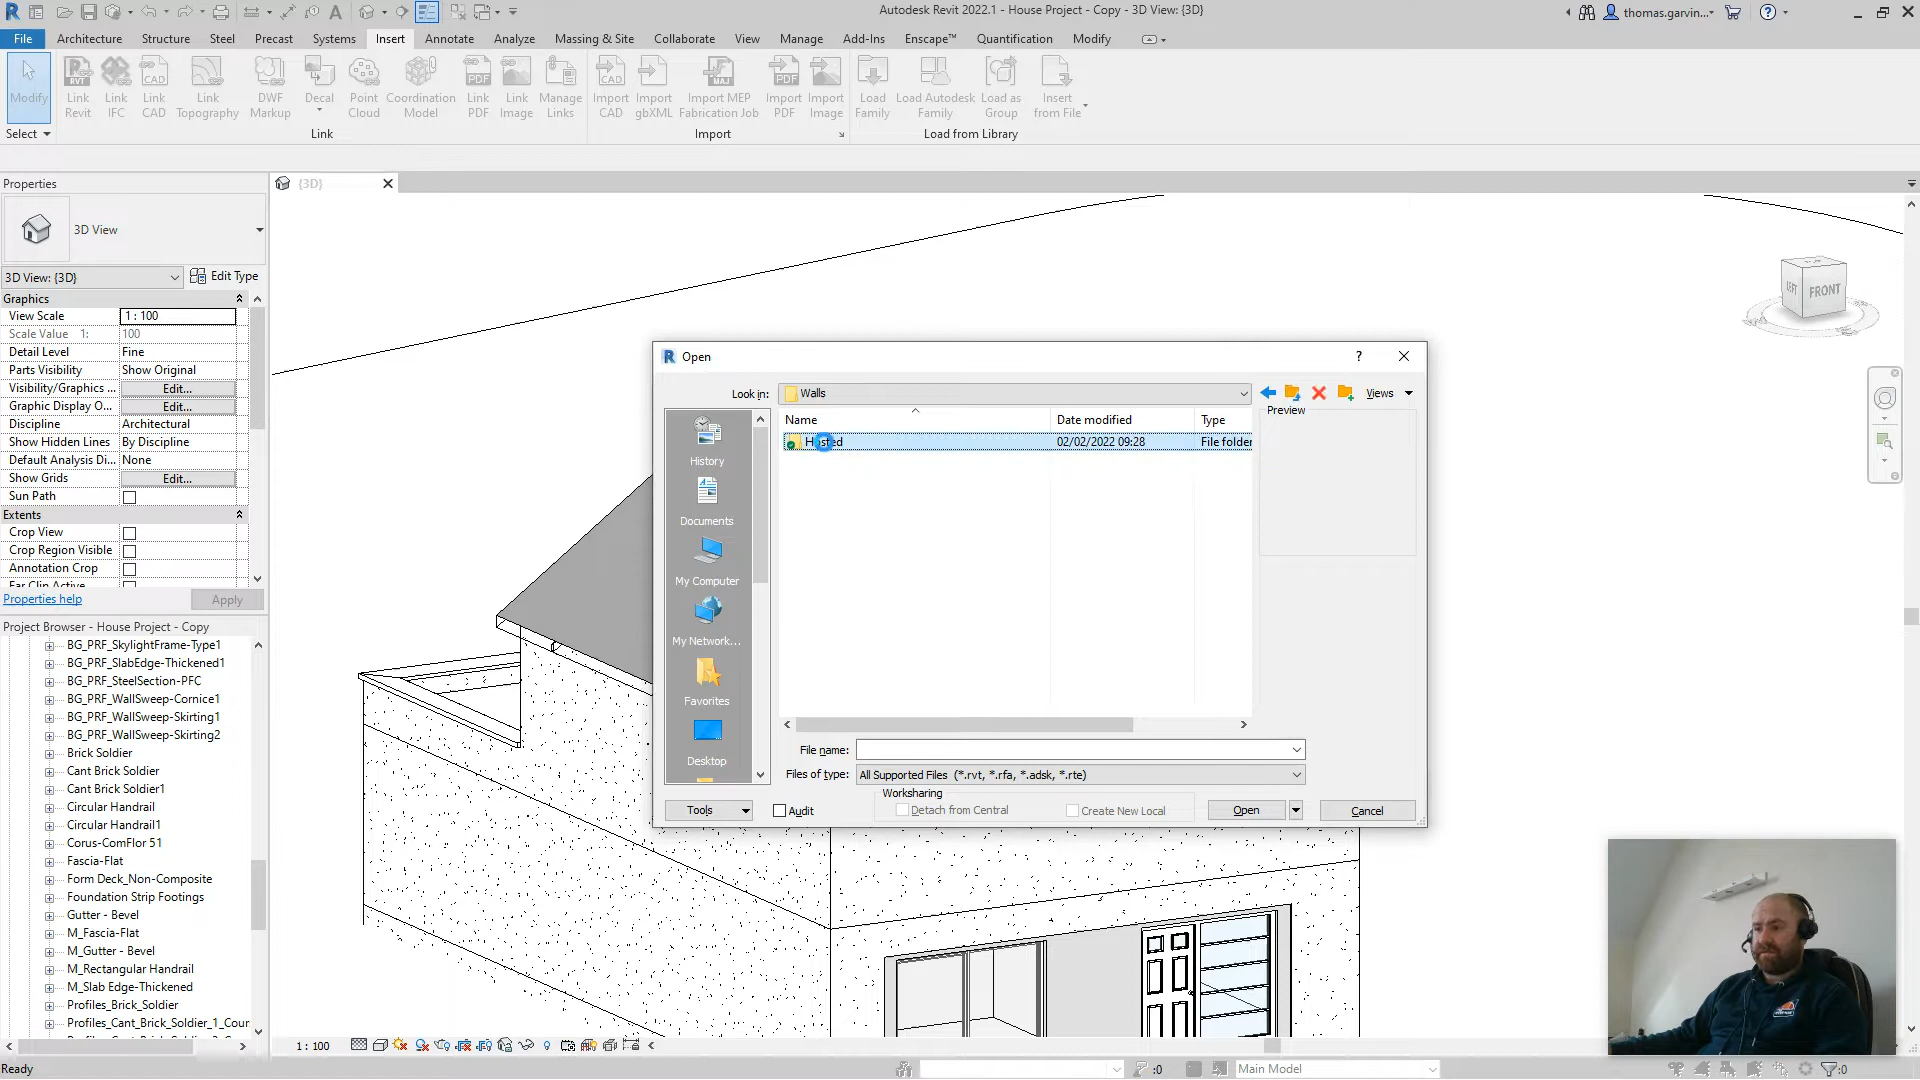 Autodesk Revit 2022.1 - House Project - Copy - 3D View: {3D}
thomas.garvin...
File Architecture Structure Steel Precast Systems Insert Annotate Analyze Massing & Site Collaborate View Manage Add-Ins Enscape™ Quantification Modify
Modify
Link Revit
Link IFC
Link CAD
Link Topography
DWF Markup
Decal
Point Cloud
Coordination Model
Link PDF
Link Image
Manage Links
Import CAD
Import gbXML
Import MEP Fabrication Job
Import PDF
Import Image
Load Family
Load Autodesk Family
Load as Group
Insert from File
Select
Link
Import
Load from Library
Properties
{3D}
3D View
3D View: {3D}
Edit Type
Graphics
View Scale 1 : 100
Scale Value 1: 100
Detail Level Fine
Parts Visibility Show Original
Visibility/Graphics ... Edit...
Graphic Display O... Edit...
Discipline Architectural
Show Hidden Lines By Discipline
Default Analysis Di... None
Show Grids Edit...
Sun Path
Extents
Crop View
Crop Region Visible
Annotation Crop
Far Clip Active
Properties help
Apply
Project Browser - House Project - Copy
BG_PRF_SkylightFrame-Type1
BG_PRF_SlabEdge-Thickened1
BG_PRF_SteelSection-PFC
BG_PRF_WallSweep-Cornice1
BG_PRF_WallSweep-Skirting1
BG_PRF_WallSweep-Skirting2
Brick Soldier
Cant Brick Soldier
Cant Brick Soldier1
Circular Handrail
Circular Handrail1
Corus-ComFlor 51
Fascia-Flat
Form Deck_Non-Composite
Foundation Strip Footings
Gutter - Bevel
M_Fascia-Flat
M_Gutter - Bevel
M_Rectangular Handrail
M_Slab Edge-Thickened
Profiles_Brick_Soldier
Profiles_Cant_Brick_Soldier_1_Cour
LEFT
FRONT
Open
?
Look in: Walls
Views
Preview
Name Date modified Type
Hosted 02/02/2022 09:28 File folder
History
Documents
My Computer
My Network...
Favorites
Desktop
File name:
Files of type: All Supported Files (*.rvt, *.rfa, *.adsk, *.rte)
Worksharing
Tools
Audit
Detach from Central
Create New Local
Open
Cancel
1 : 100
Ready
:0
Main Model
:0